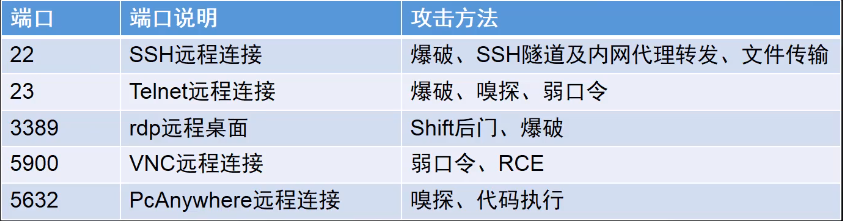 端口 端口说明 攻击方法
22 SSH远程连接 爆破、SSH隧道及内网代理转发、文件传输
23 Telnet远程连接 爆破、嗅探、弱口令
3389 rdp远程桌面 Shift后门、爆破
5900 VNC远程连接 弱口令、RCE
5632 PcAnywhere远程连接 嗅探、代码执行